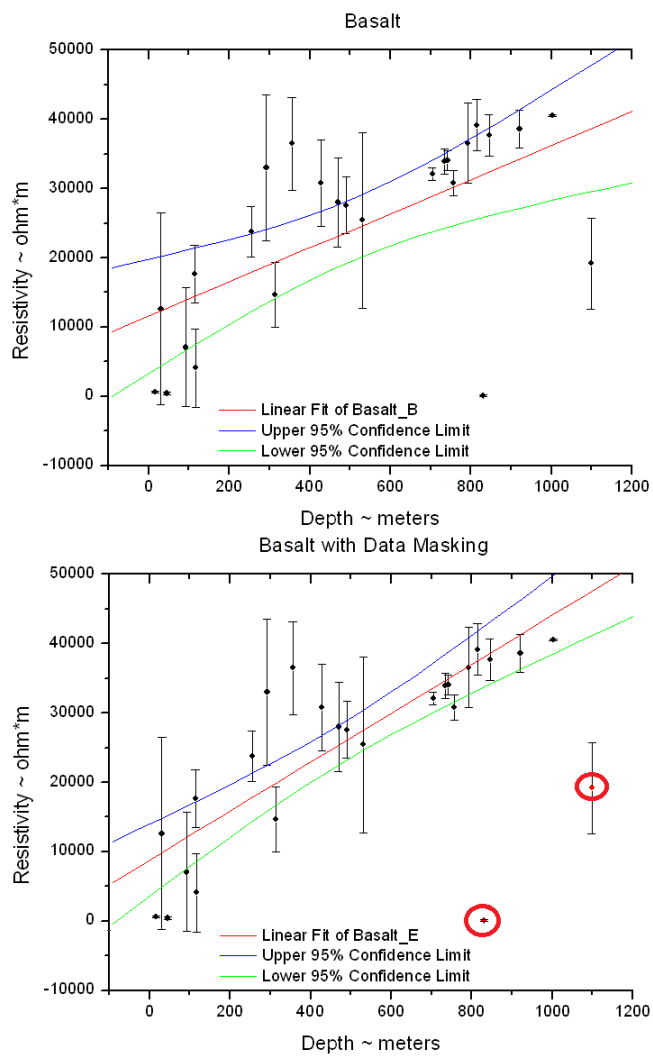 Basalt
50000
40000
30000
20000
10000
0
-10000
Resistivity ~ ohm*m
Linear Fit of Basalt_B
Upper 95% Confidence Limit
Lower 95% Confidence Limit
0 200 400 600 800 1000 1200
Depth ~ meters
Basalt with Data Masking
50000
40000
30000
20000
10000
0
-10000
Resistivity ~ ohm*m
Linear Fit of Basalt_E
Upper 95% Confidence Limit
Lower 95% Confidence Limit
0 200 400 600 800 1000 1200
Depth ~ meters